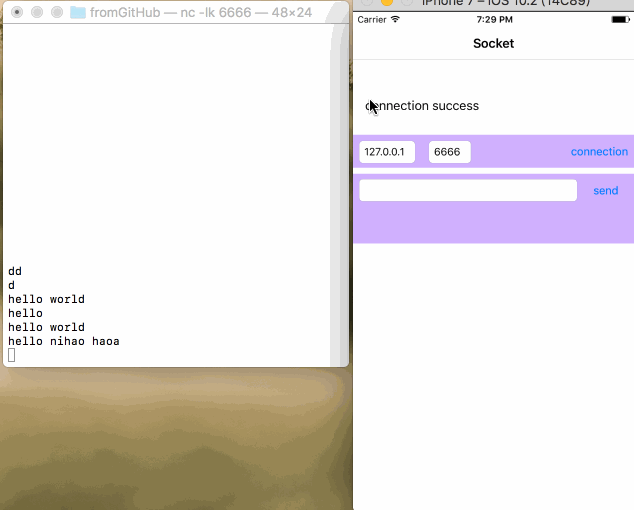 fromGitHub — nc -lk 6666 — 48×24
dd
d
hello world
hello
hello world
hello nihao haoa
iPhone 7 – iOS 10.2 (14C89)
Carrier
7:29 PM
Socket
connection success
127.0.0.1
6666
connection
send